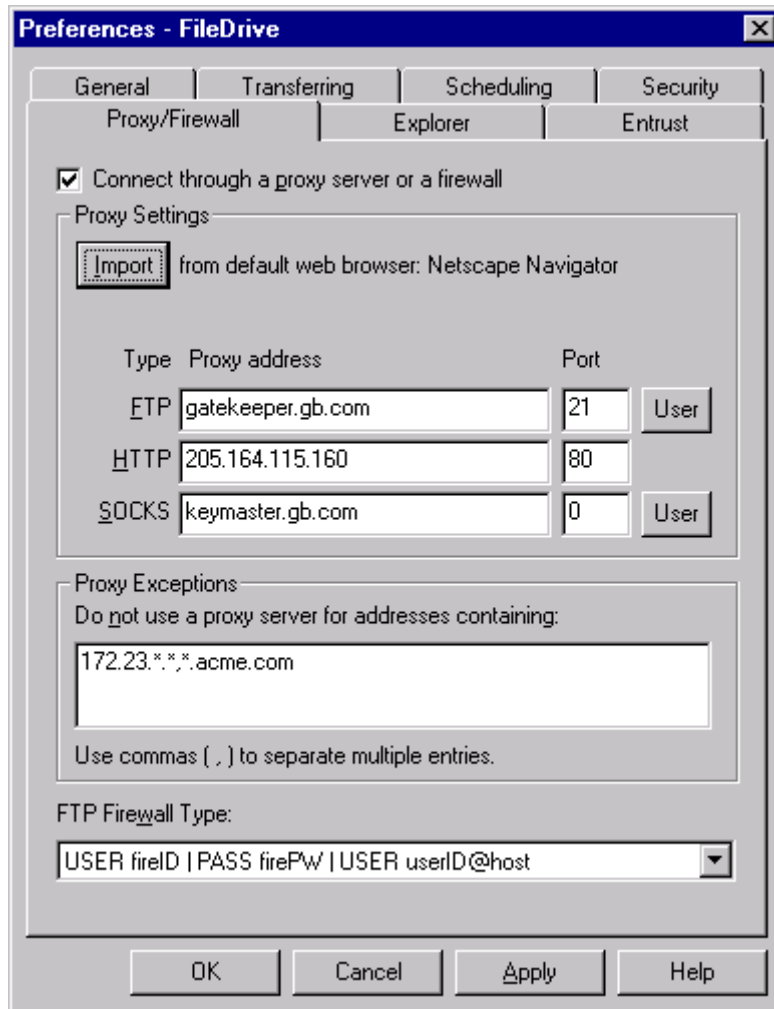 Preferences - FileDrive
General Transferring Scheduling Security
Proxy/Firewall Explorer Entrust
Connect through a proxy server or a firewall
Proxy Settings
Import from default web browser: Netscape Navigator
Type Proxy address Port
FTP gatekeeper.gb.com 21 User
HTTP 205.164.115.160 80
SOCKS keymaster.gb.com 0 User
Proxy Exceptions
Do not use a proxy server for addresses containing:
172.23.*.*,*.acme.com
Use commas ( , ) to separate multiple entries.
FTP Firewall Type:
USER fireID | PASS firePW | USER userID@host
OK Cancel Apply Help